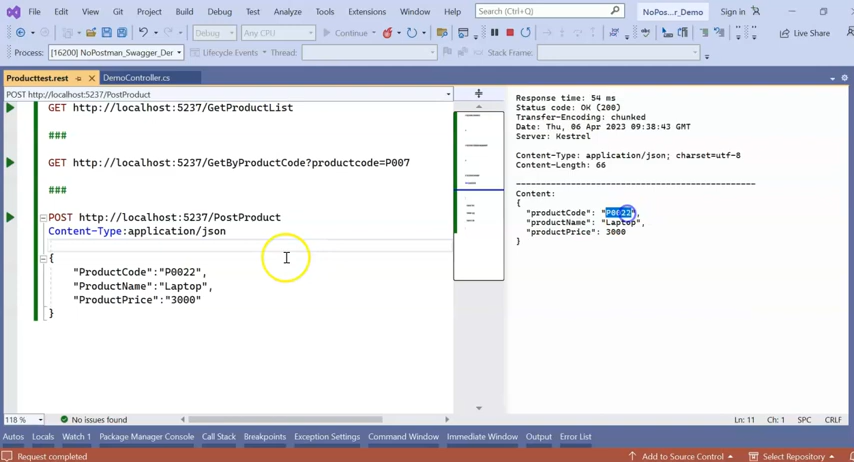 File Edit View Git Project Build Debug Test Analyze Tools Extensions Window Help Search (Ctrl+Q) NoPos...r_Demo Sign in
Debug Any CPU Continue Live Share
Process: [16200] NoPostman_Swagger_Der Lifecycle Events Thread: Stack Frame:
Producttest.rest DemoController.cs
POST http://localhost:5237/PostProduct
GET http://localhost:5237/GetProductList
###
GET http://localhost:5237/GetByProductCode?productcode=P007
###
POST http://localhost:5237/PostProduct
Content-Type:application/json
{
"ProductCode":"P0022",
"ProductName":"Laptop",
"ProductPrice":"3000"
}
Response time: 54 ms
Status code: OK (200)
Transfer-Encoding: chunked
Date: Thu, 06 Apr 2023 09:38:43 GMT
Server: Kestrel
Content-Type: application/json; charset=utf-8
Content-Length: 66
------------------------------------------------
Content:
{
"productCode": "P0022",
"productName": "Laptop",
"productPrice": 3000
}
118 % No issues found Ln: 11 Ch: 1 SPC CRLF
Autos Locals Watch 1 Package Manager Console Call Stack Breakpoints Exception Settings Command Window Immediate Window Output Error List
Request completed Add to Source Control Select Repository